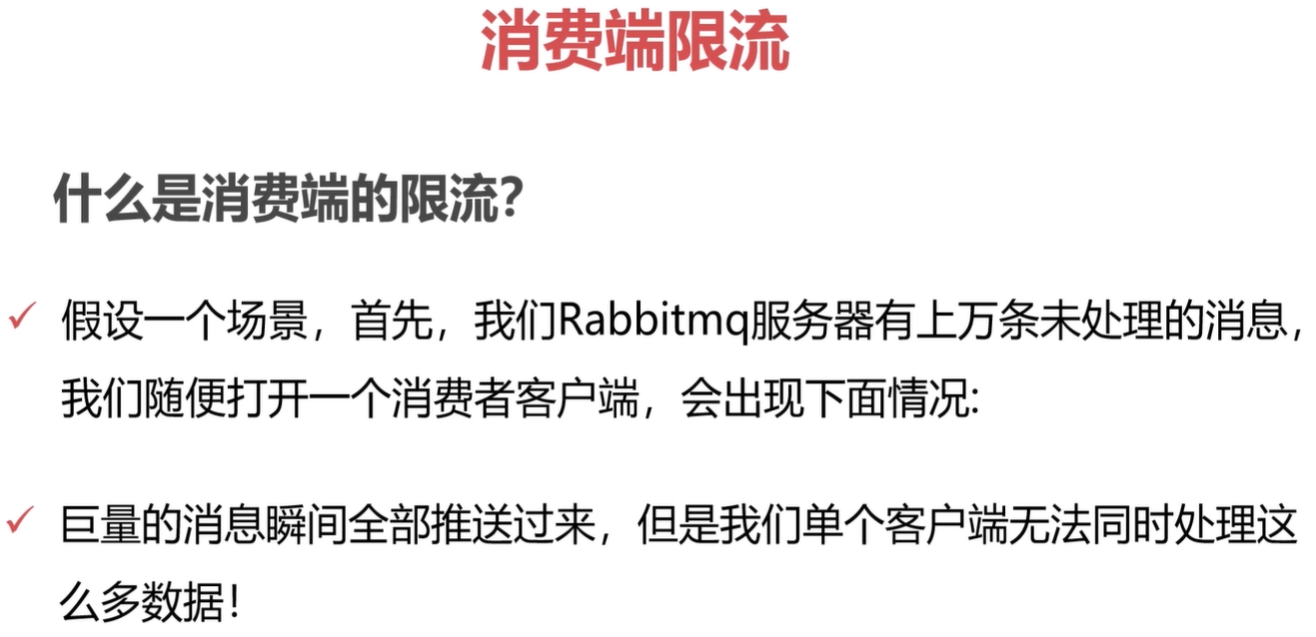 消费端限流
什么是消费端的限流?
假设一个场景，首先，我们Rabbitmq服务器有上万条未处理的消息，
我们随便打开一个消费者客户端，会出现下面情况:
巨量的消息瞬间全部推送过来，但是我们单个客户端无法同时处理这
么多数据!